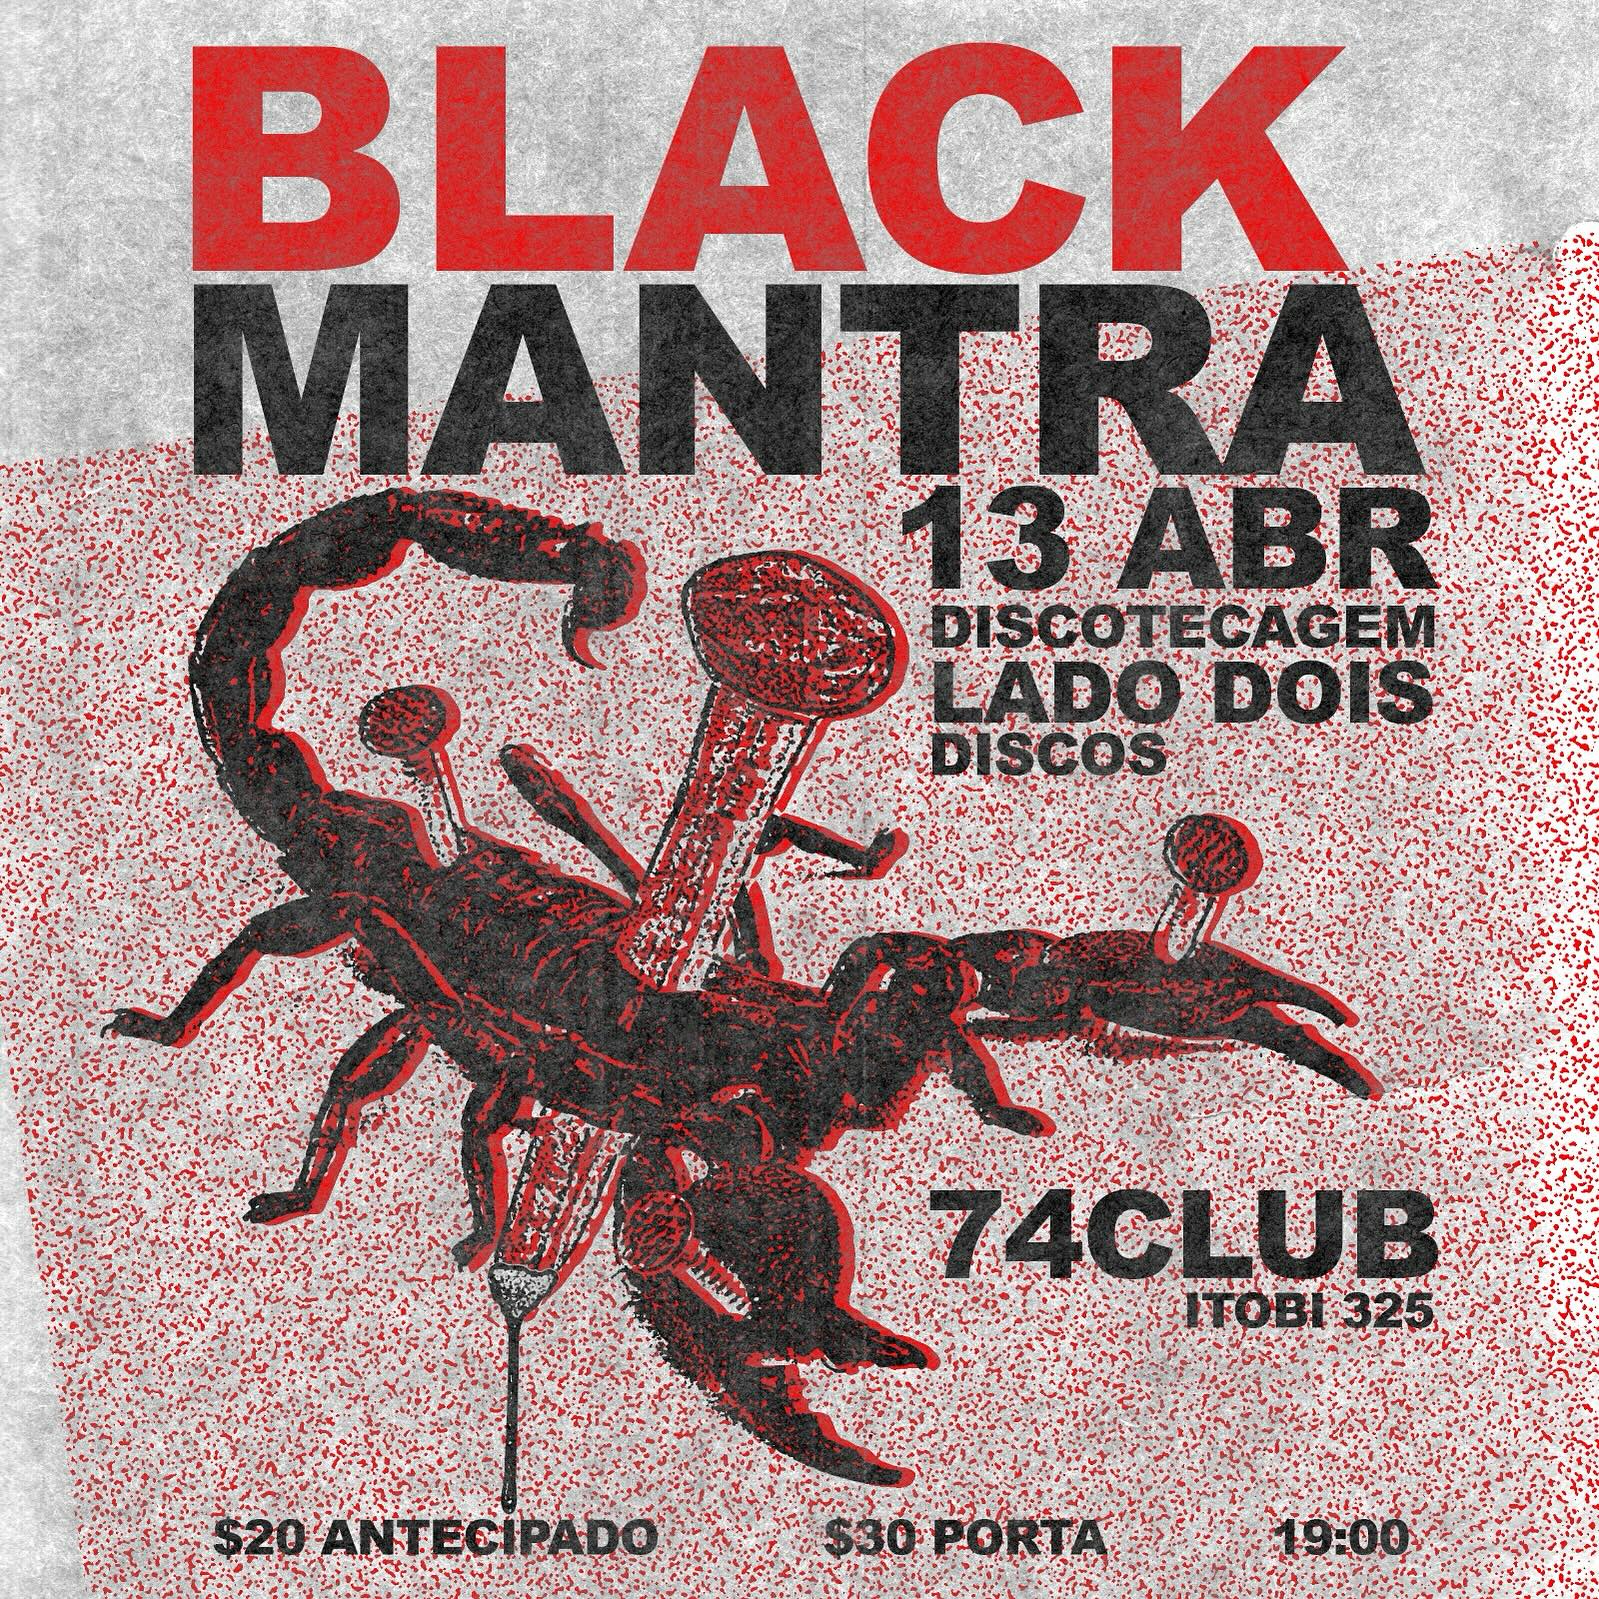 BLACK
MANTRA
13 ABR
DISCOTECAGEM
LADO DOIS
DISCOS
74CLUB
ITOBI 325
$20 ANTECIPADO $30 PORTA 19:00